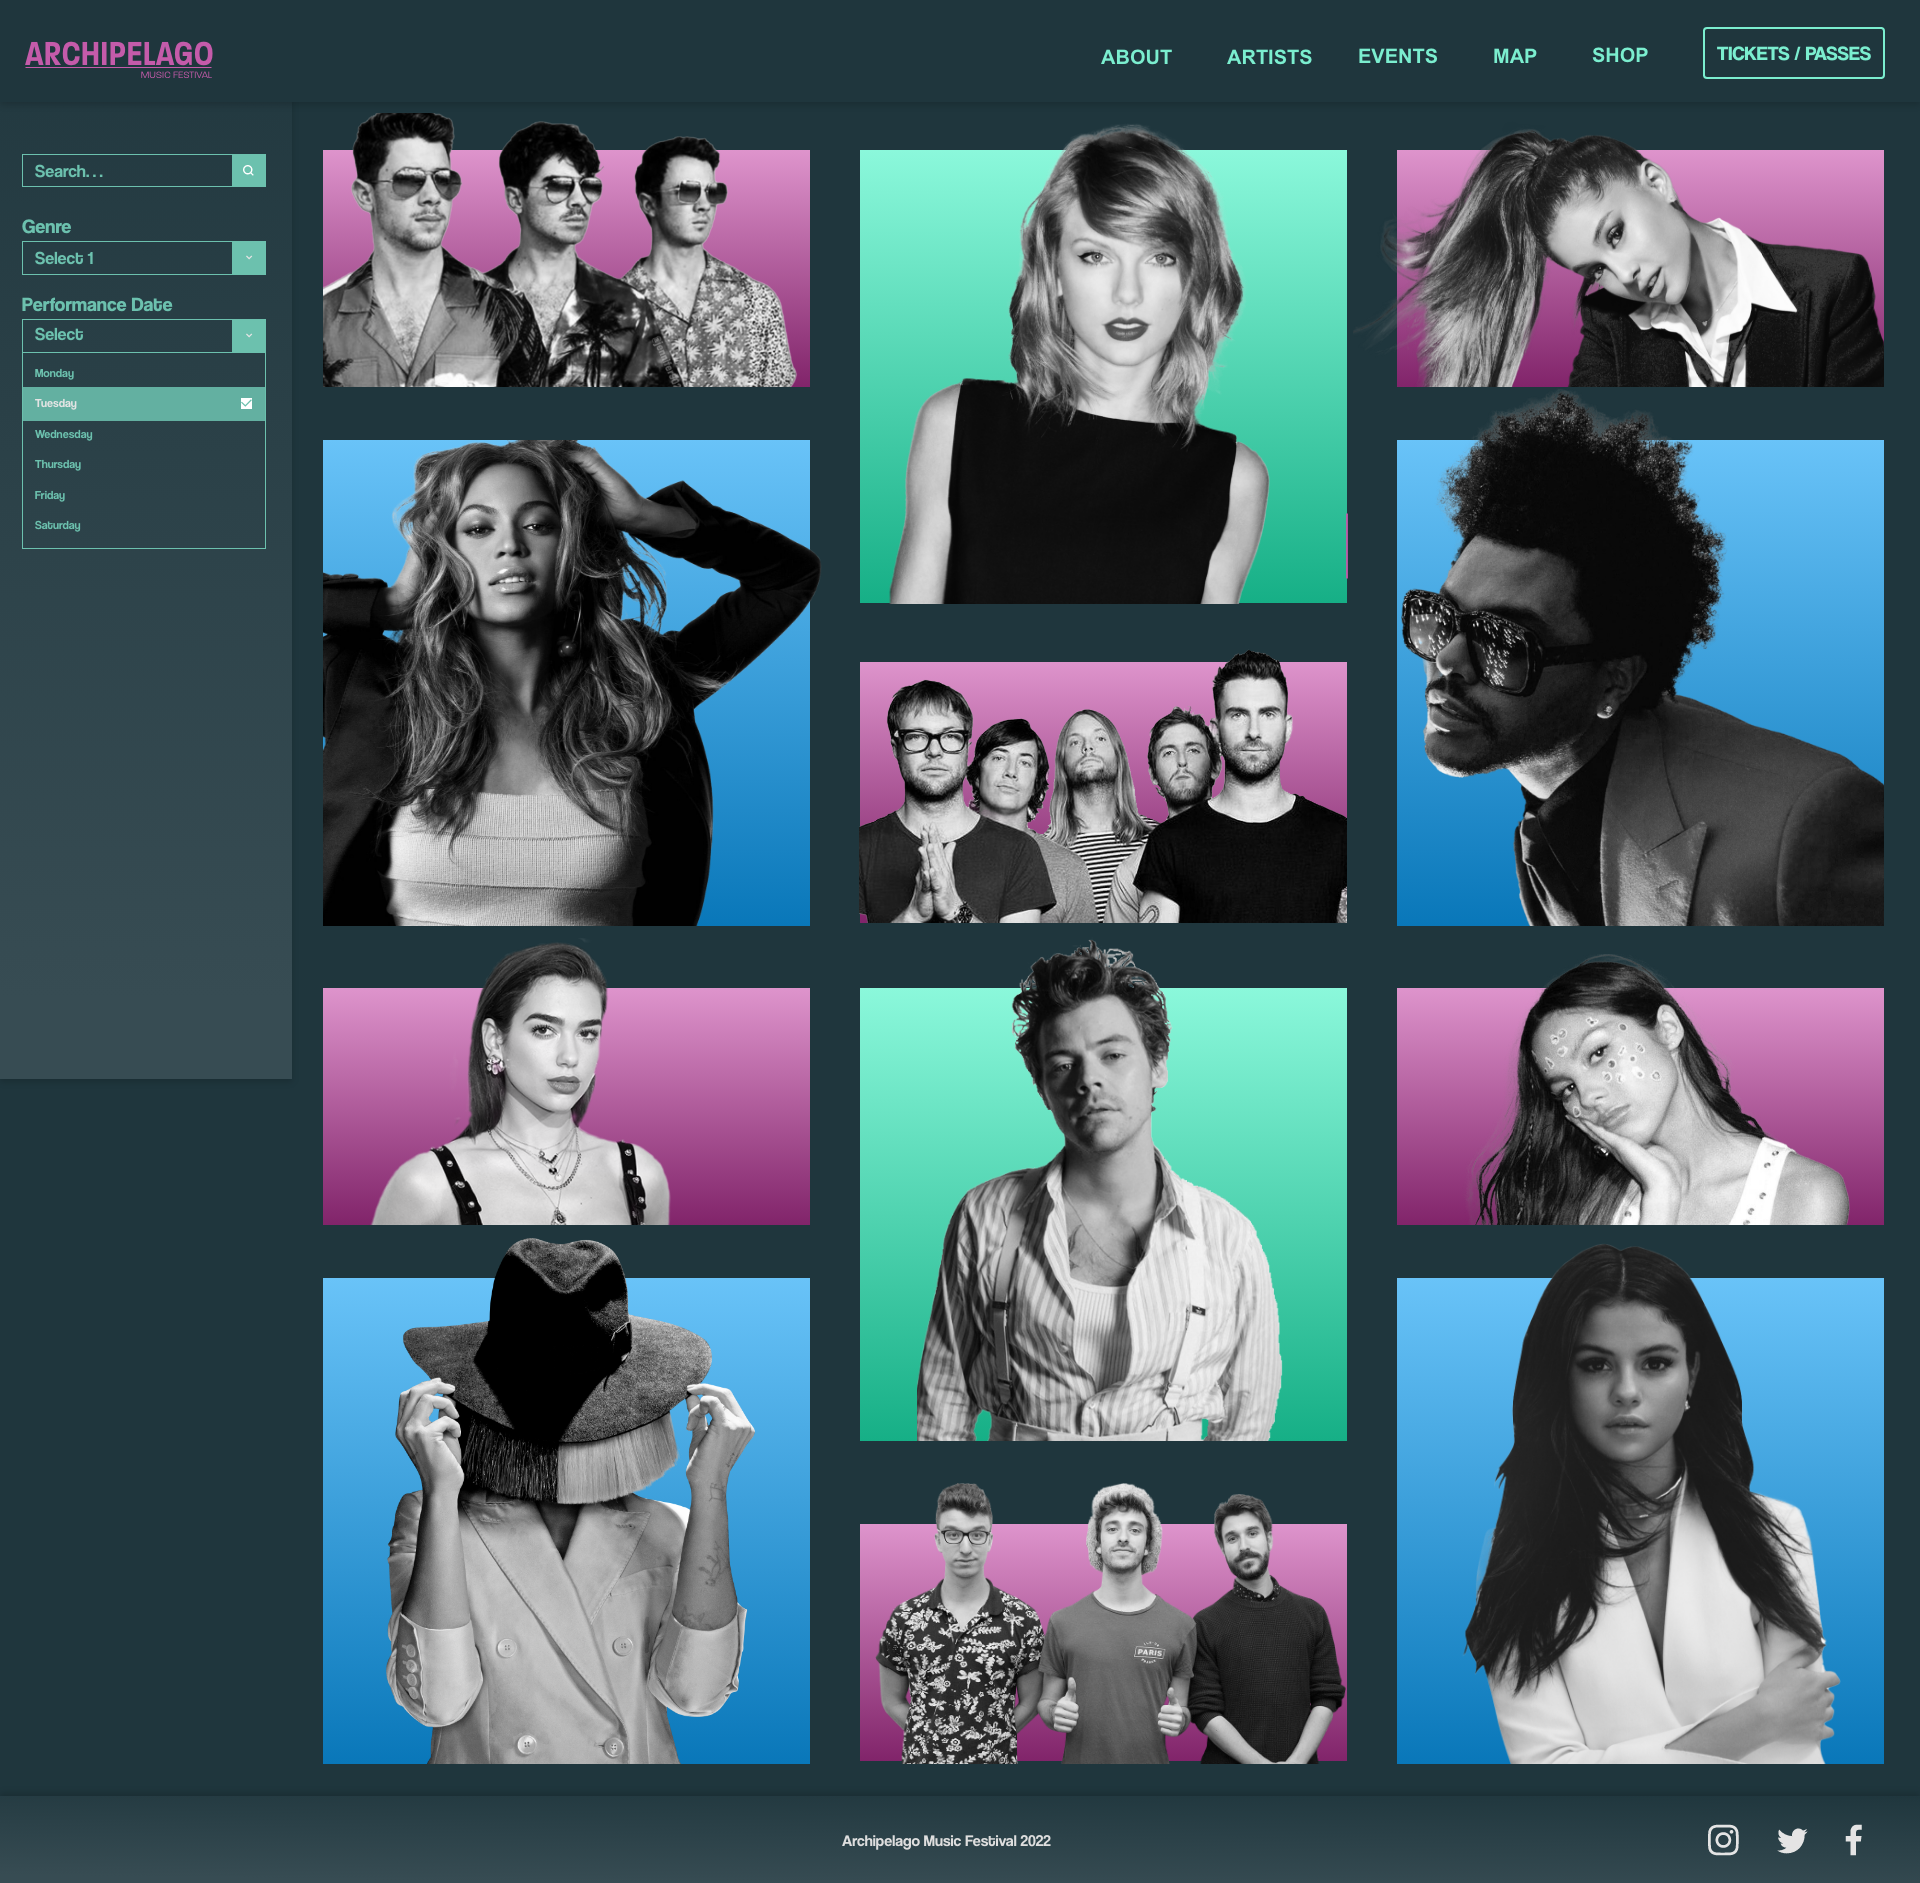 ARCHIPELAGO
MUSIC FESTIVAL
ABOUT
ARTISTS
EVENTS
MAP
SHOP
TICKETS / PASSES
Search...
Genre
Select 1
Performance Date
Select
Monday
Tuesday
Wednesday
Thursday
Friday
Saturday
PARIS
Archipelago Music Festival 2022